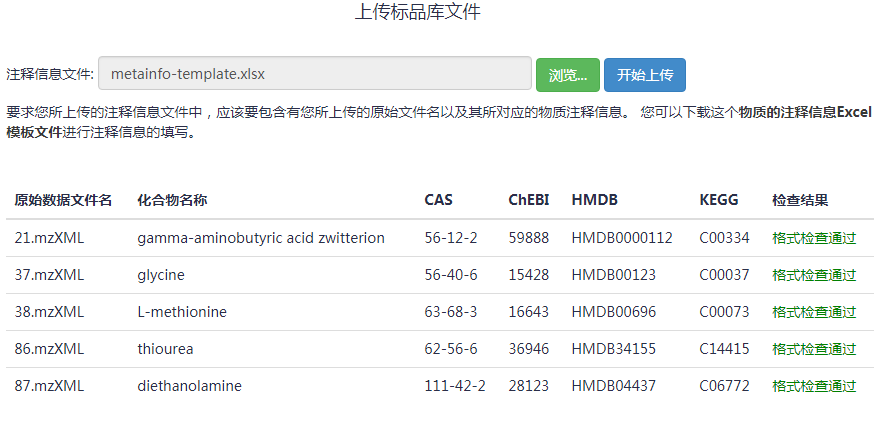 上传标品库文件
注释信息文件: metainfo-template.xlsx 浏览... 开始上传
要求您所上传的注释信息文件中，应该要包含有您所上传的原始文件名以及其所对应的物质注释信息。 您可以下载这个物质的注释信息Excel
模板文件进行注释信息的填写。
原始数据文件名 化合物名称 CAS ChEBI HMDB KEGG 检查结果
21.mzXML gamma-aminobutyric acid zwitterion 56-12-2 59888 HMDB0000112 C00334 格式检查通过
37.mzXML glycine 56-40-6 15428 HMDB00123 C00037 格式检查通过
38.mzXML L-methionine 63-68-3 16643 HMDB00696 C00073 格式检查通过
86.mzXML thiourea 62-56-6 36946 HMDB34155 C14415 格式检查通过
87.mzXML diethanolamine 111-42-2 28123 HMDB04437 C06772 格式检查通过